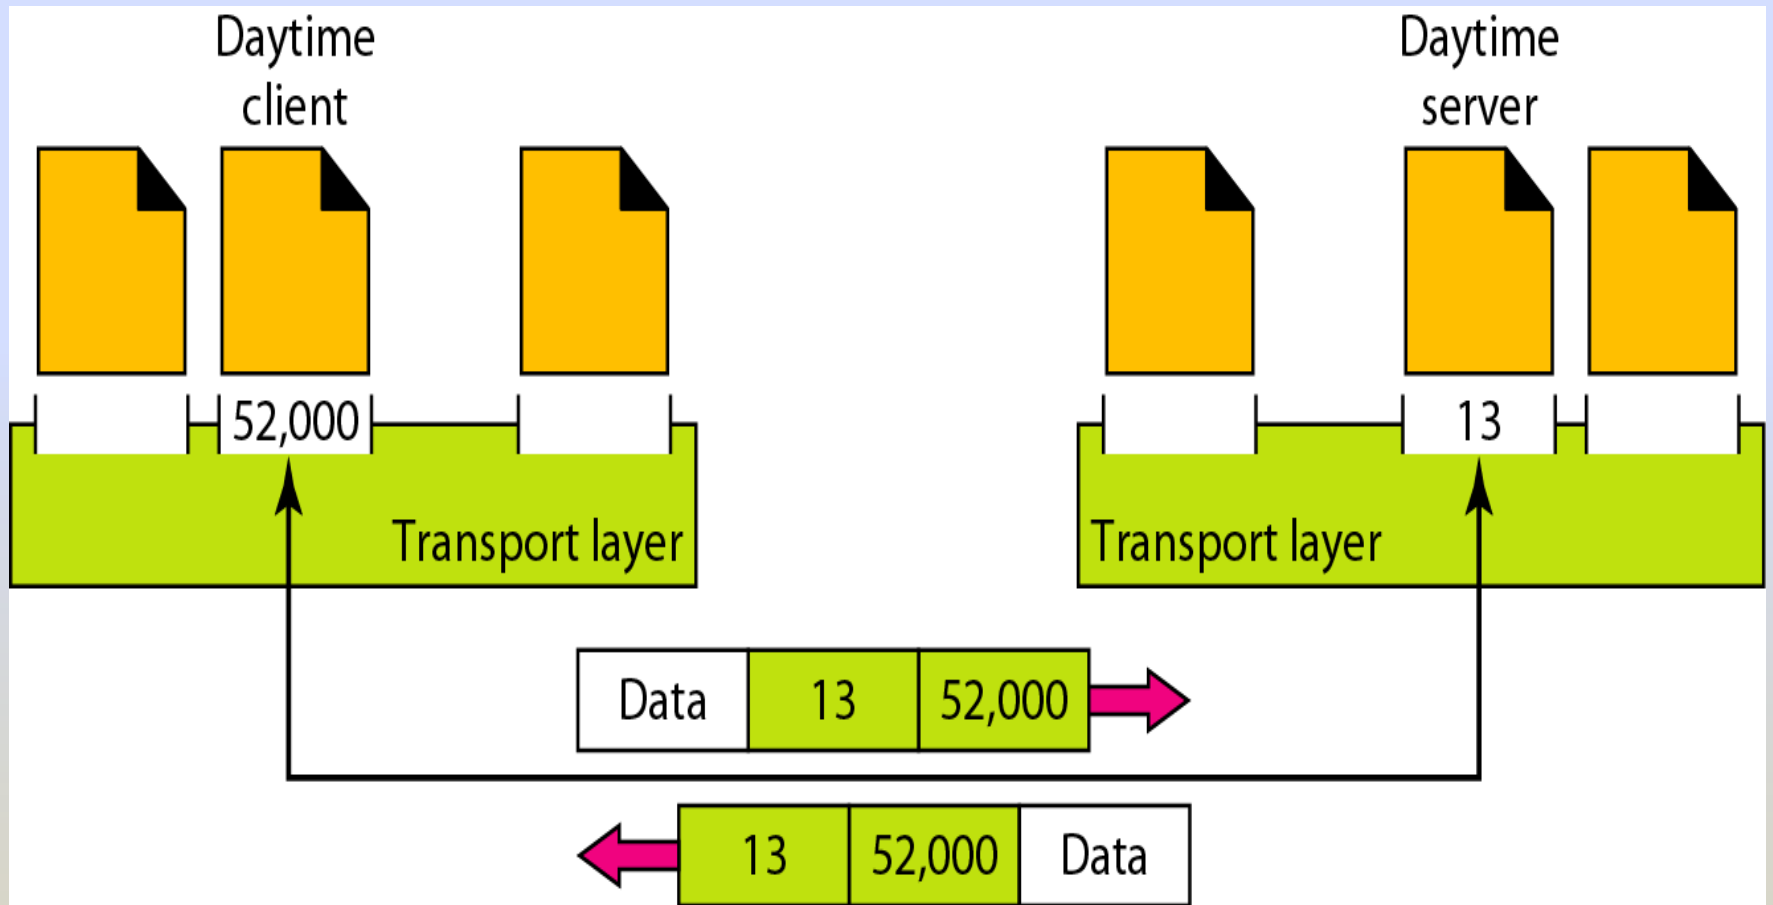 Daytime
client
Daytime
server
52,000
13
Transport layer
Transport layer
Data 13 52,000
13 52,000 Data